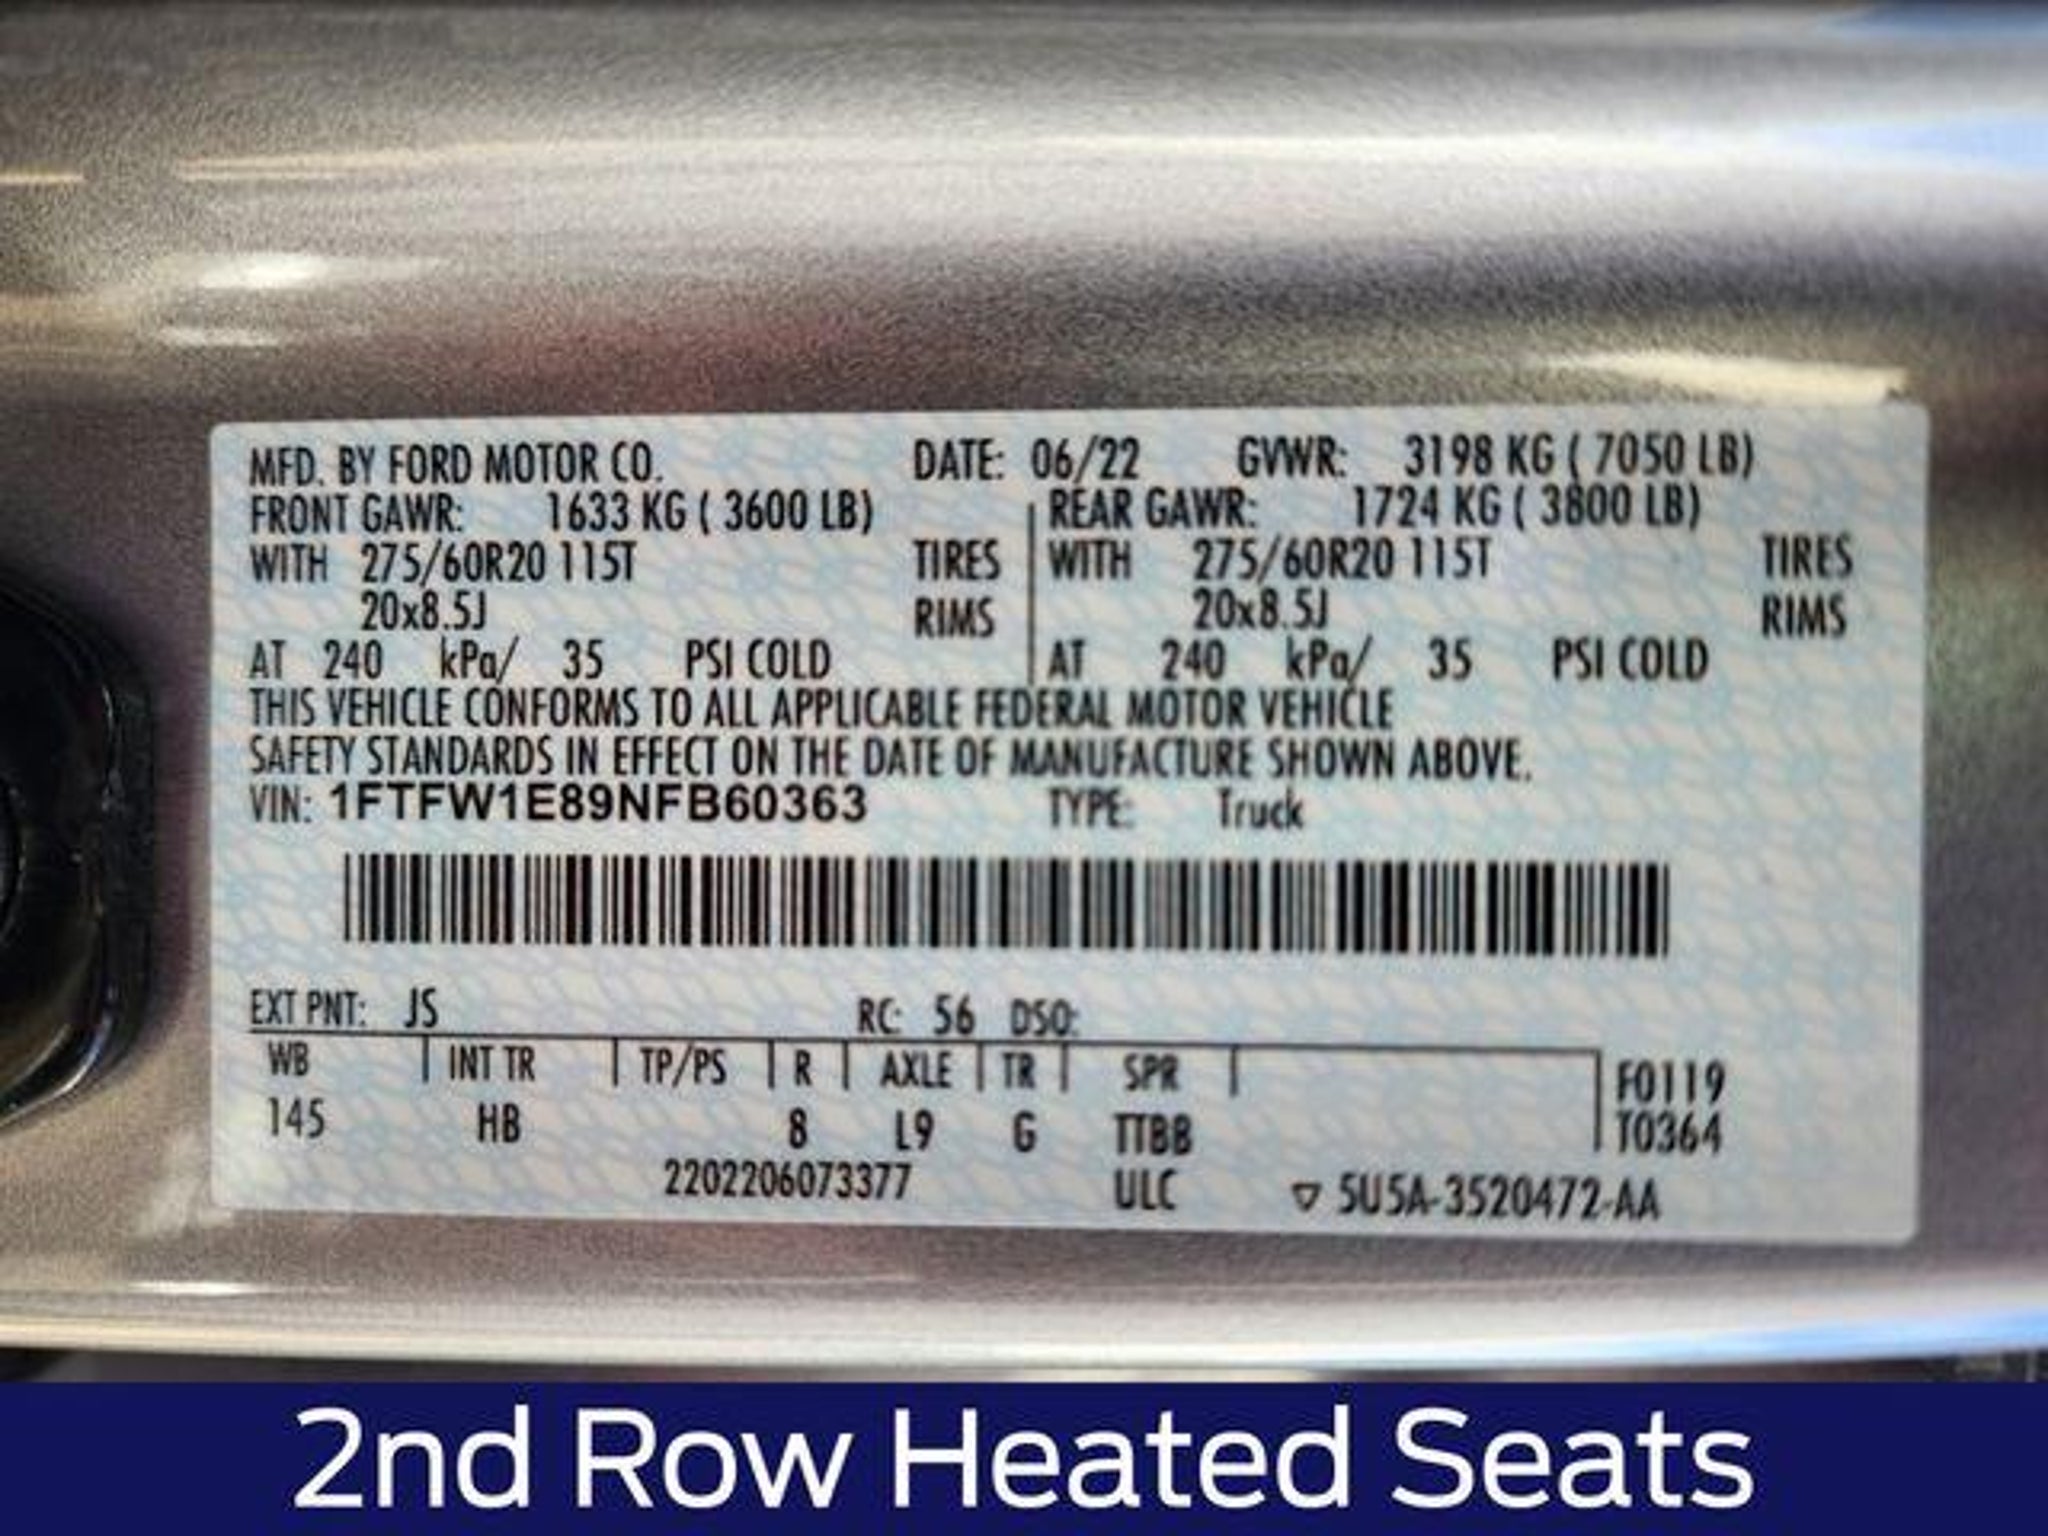 MFD. BY FORD MOTOR CO. DATE: 06/22 GVWR: 3198 KG ( 7050 LB)
FRONT GAWR: 1633 KG ( 3600 LB) REAR GAWR: 1724 KG ( 3800 LB)
WITH 275/60R20 115T TIRES WITH 275/60R20 115T TIRES
20x8.5J RIMS 20x8.5J RIMS
AT 240 kPa/ 35 PSI COLD AT 240 kPa/ 35 PSI COLD
THIS VEHICLE CONFORMS TO ALL APPLICABLE FEDERAL MOTOR VEHICLE
SAFETY STANDARDS IN EFFECT ON THE DATE OF MANUFACTURE SHOWN ABOVE.
VIN: 1FTFW1E89NFB60363 TYPE: Truck
EXT PNT: JS RC: 56 DSO:
WB INT TR TP/PS R AXLE TR SPR F0119
145 HB 8 L9 G TTBB T0364
2202206073377 ULC ▽ 5U5A-3520472-AA
2nd Row Heated Seats